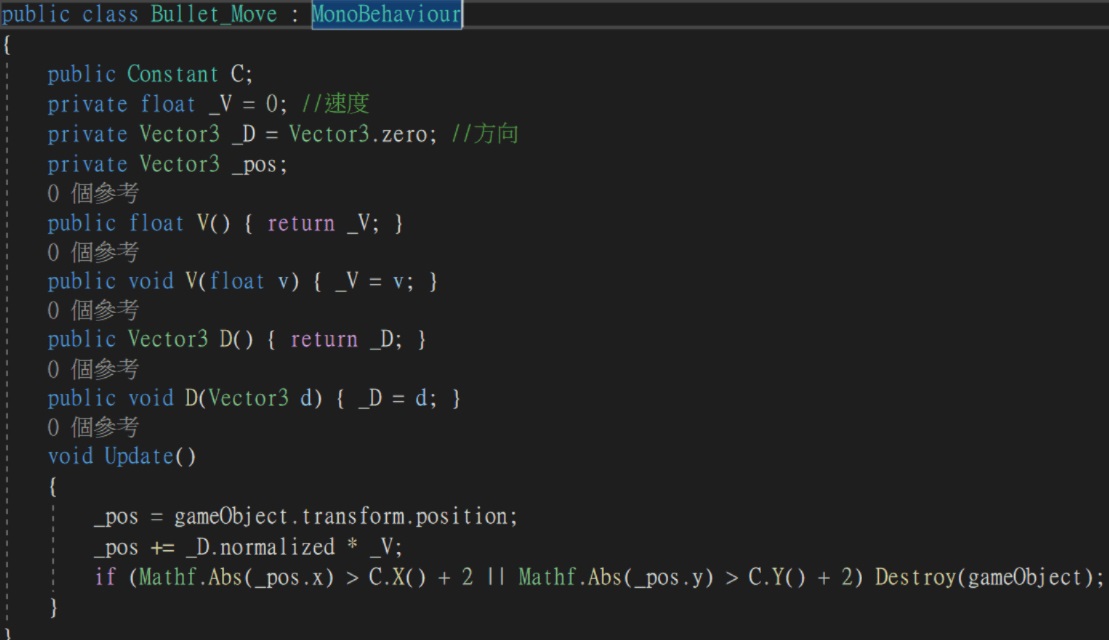 public class Bullet_Move : MonoBehaviour
{
public Constant C;
private float _V = 0; //速度
private Vector3 _D = Vector3.zero; //方向
private Vector3 _pos;
0 個參考
public float V() { return _V; }
0 個參考
public void V(float v) { _V = v; }
0 個參考
public Vector3 D() { return _D; }
0 個參考
public void D(Vector3 d) { _D = d; }
0 個參考
void Update()
{
_pos = gameObject.transform.position;
_pos += _D.normalized * _V;
if (Mathf.Abs(_pos.x) > C.X() + 2 || Mathf.Abs(_pos.y) > C.Y() + 2) Destroy(gameObject);
}
}